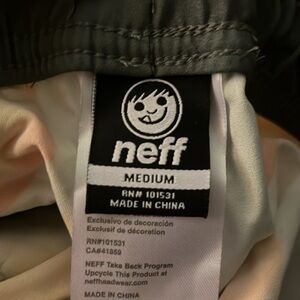 neff
MEDIUM
RN# 101531
MADE IN CHINA
Exclusivo de decoración
Exclusif de décoration
RN#101531
CA#41859
NEFF Take Back Program
Upcycle This Product at
neffheadwear.com
MADE IN CHINA